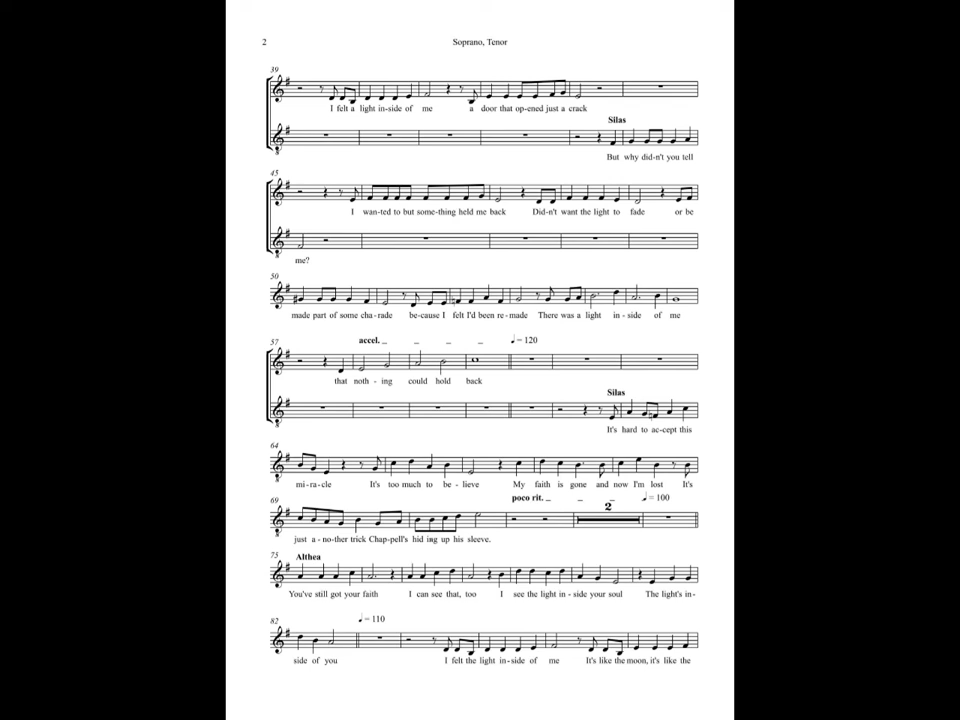 2
Soprano, Tenor
39
I felt a light in-side of me a door that op-ened just a crack
Silas
But why did-n't you tell
45
I wan-ted to but some-thing held me back Did-n't want the light to fade or be
me?
50
made part of some cha-rade be-cause I felt I'd been re-made There was a light in-side of me
57
accel. _ _ _ _ ♩= 120
that noth - ing could hold back
Silas
It's hard to ac-cept this
64
mi-ra-cle It's too much to be - lieve My faith is gone and now I'm lost It's
69
poco rit. _ _ _ ♩= 100
2
just a - no-ther trick Chap-pell's hid ing up his sleeve.
75
Althea
You've still got your faith I can see that, too I see the light in - side your soul The light's in-
82
♩= 110
side of you I felt the light in-side of me It's like the moon, it's like the